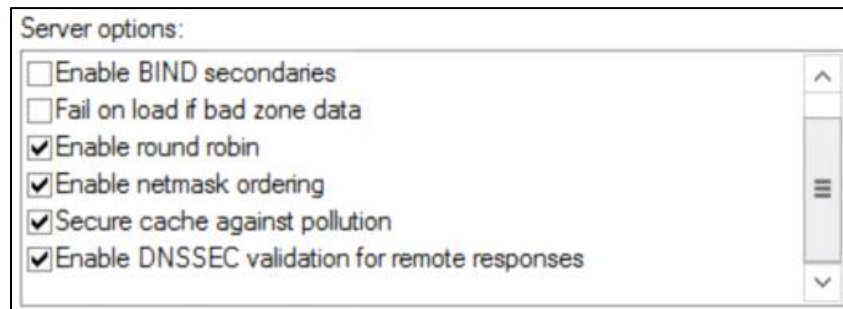 Server options:
Enable BIND secondaries
Fail on load if bad zone data
Enable round robin
Enable netmask ordering
Secure cache against pollution
Enable DNSSEC validation for remote responses